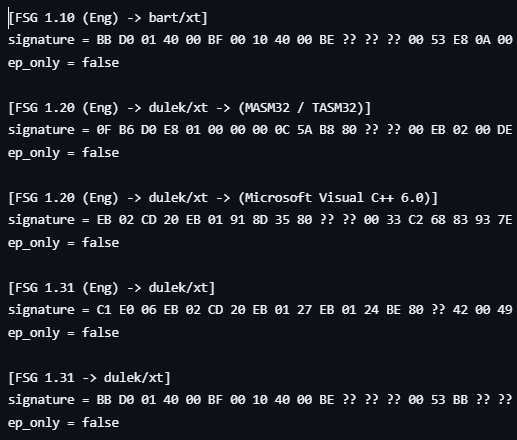 [FSG 1.10 (Eng) -> bart/xt]
signature = BB D0 01 40 00 BF 00 10 40 00 BE ?? ?? ?? 00 53 E8 0A 00
ep_only = false
[FSG 1.20 (Eng) -> dulek/xt -> (MASM32 / TASM32)]
signature = 0F B6 D0 E8 01 00 00 00 0C 5A B8 80 ?? ?? 00 EB 02 00 DE
ep_only = false
[FSG 1.20 (Eng) -> dulek/xt -> (Microsoft Visual C++ 6.0)]
signature = EB 02 CD 20 EB 01 91 8D 35 80 ?? ?? 00 33 C2 68 83 93 7E
ep_only = false
[FSG 1.31 (Eng) -> dulek/xt]
signature = C1 E0 06 EB 02 CD 20 EB 01 27 EB 01 24 BE 80 ?? 42 00 49
ep_only = false
[FSG 1.31 -> dulek/xt]
signature = BB D0 01 40 00 BF 00 10 40 00 BE ?? ?? ?? 00 53 BB ?? ??
ep_only = false